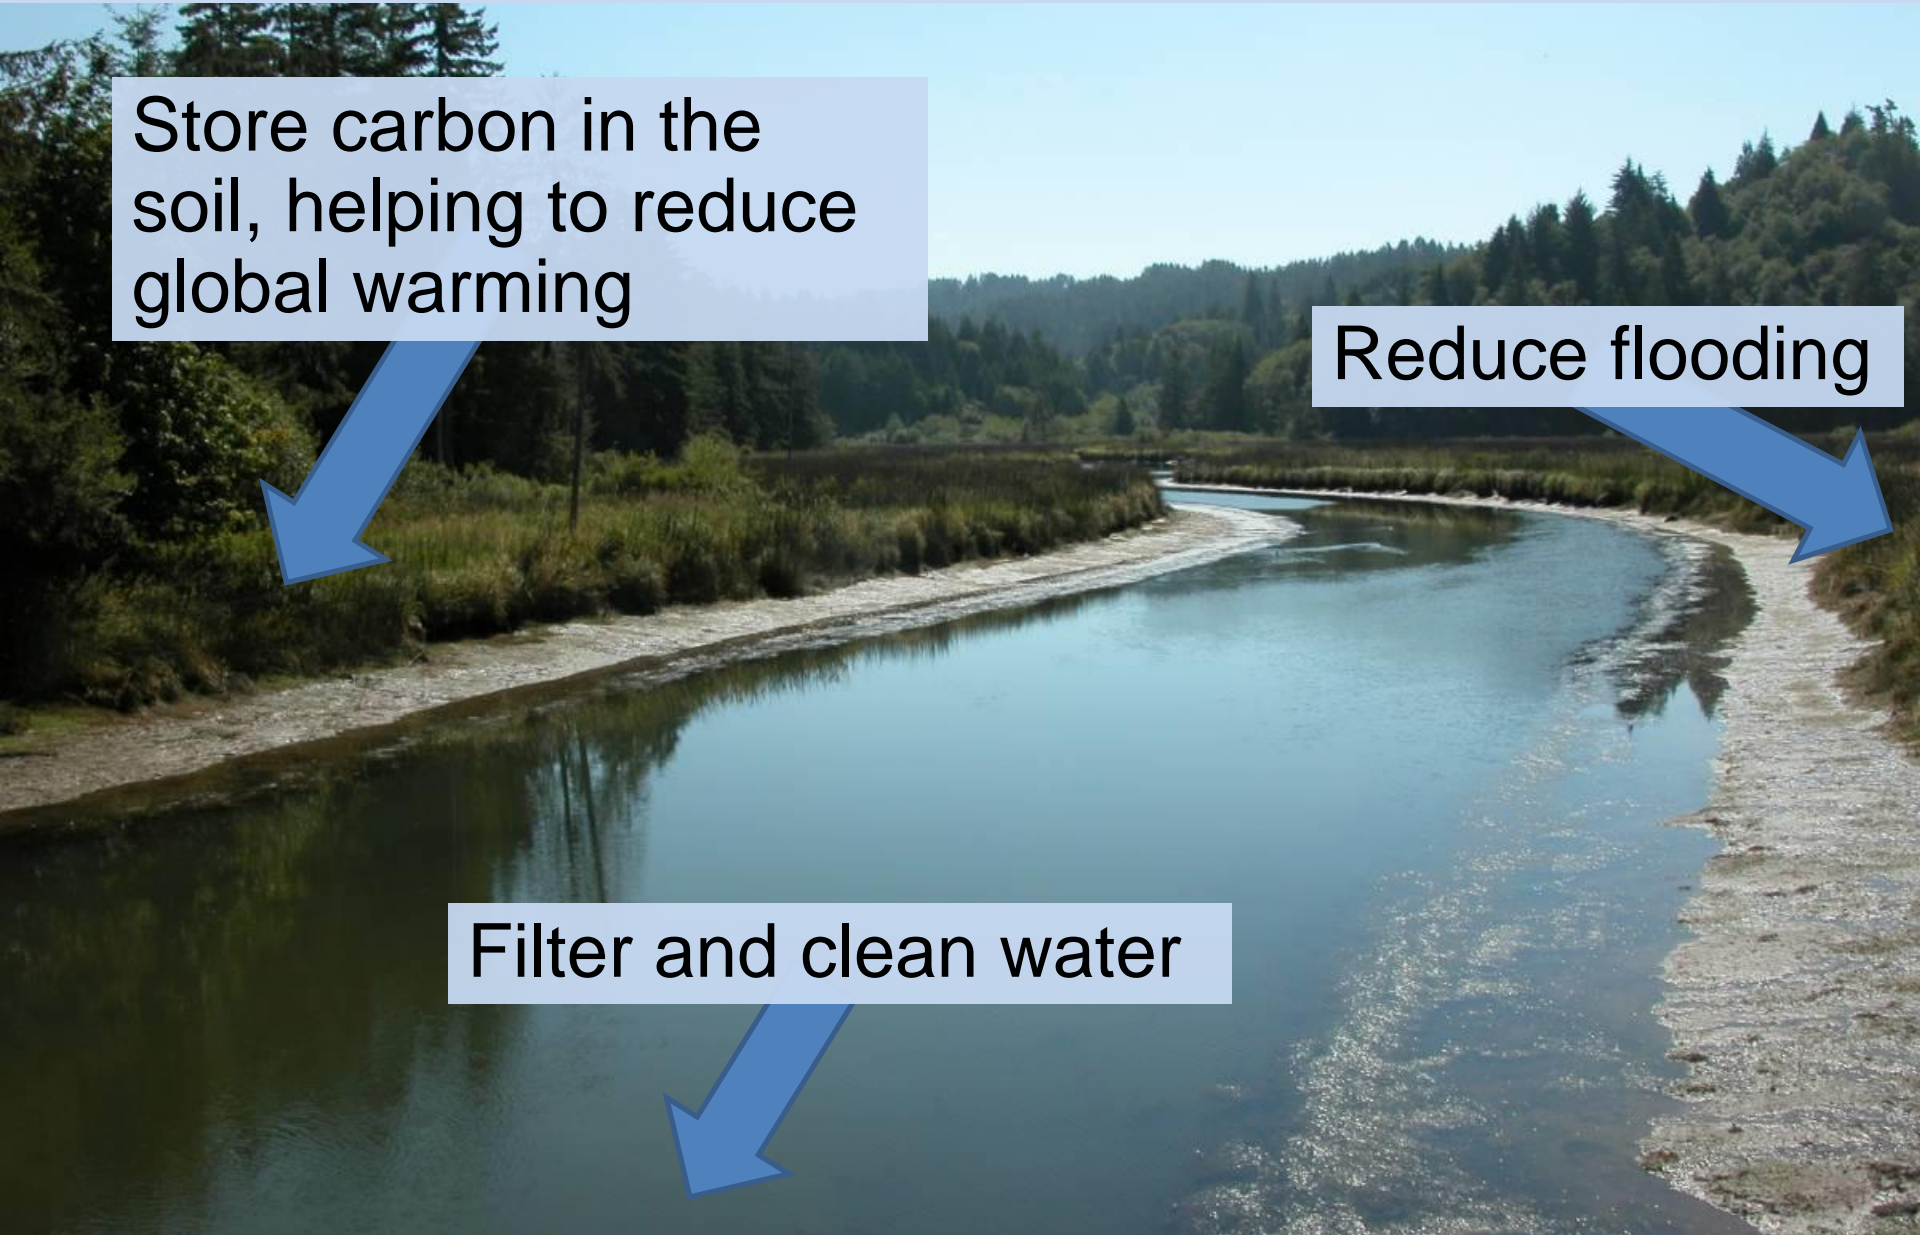 Store carbon in the
soil, helping to reduce
global warming
Reduce flooding
Filter and clean water